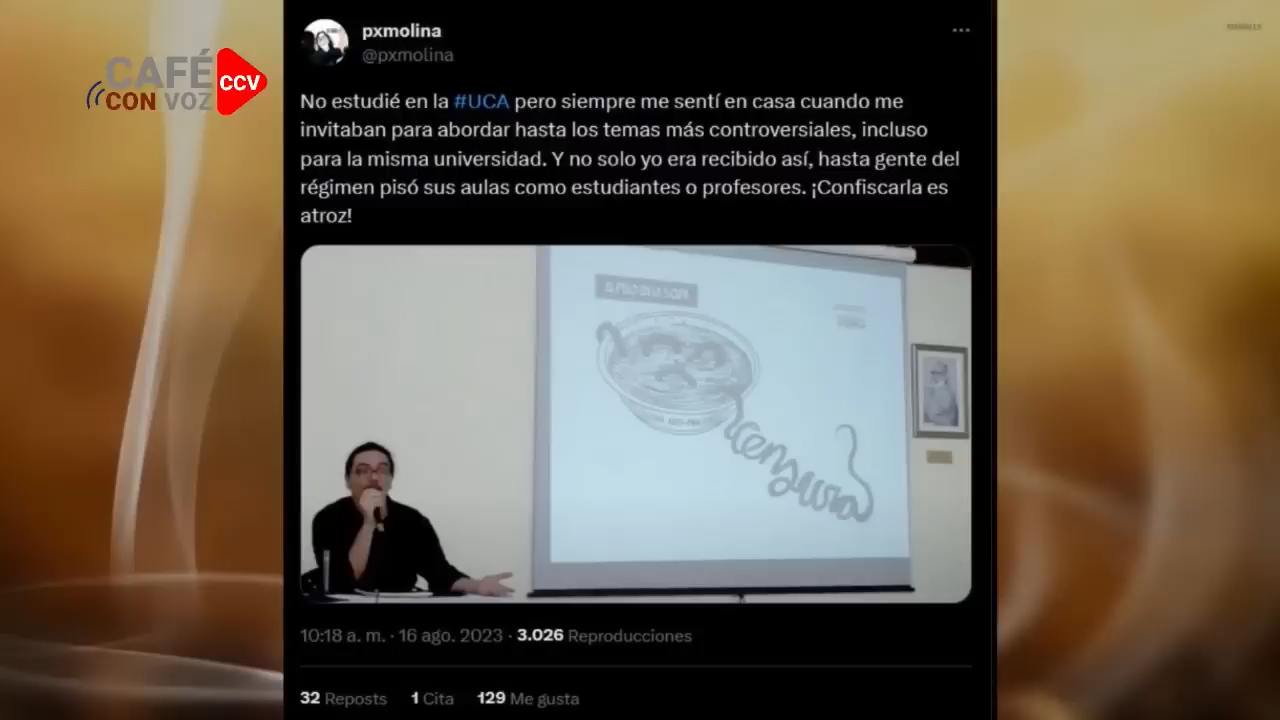 CAFÉ
CON VOZ
CCV
pxmolina
@pxmolina
No estudié en la #UCA pero siempre me sentí en casa cuando me
invitaban para abordar hasta los temas más controversiales, incluso
para la misma universidad. Y no solo yo era recibido así, hasta gente del
régimen pisó sus aulas como estudiantes o profesores. ¡Confiscarla es
atroz!
censura
10:18 a. m. · 16 ago. 2023 · 3.026 Reproducciones
32 Reposts 1 Cita 129 Me gusta